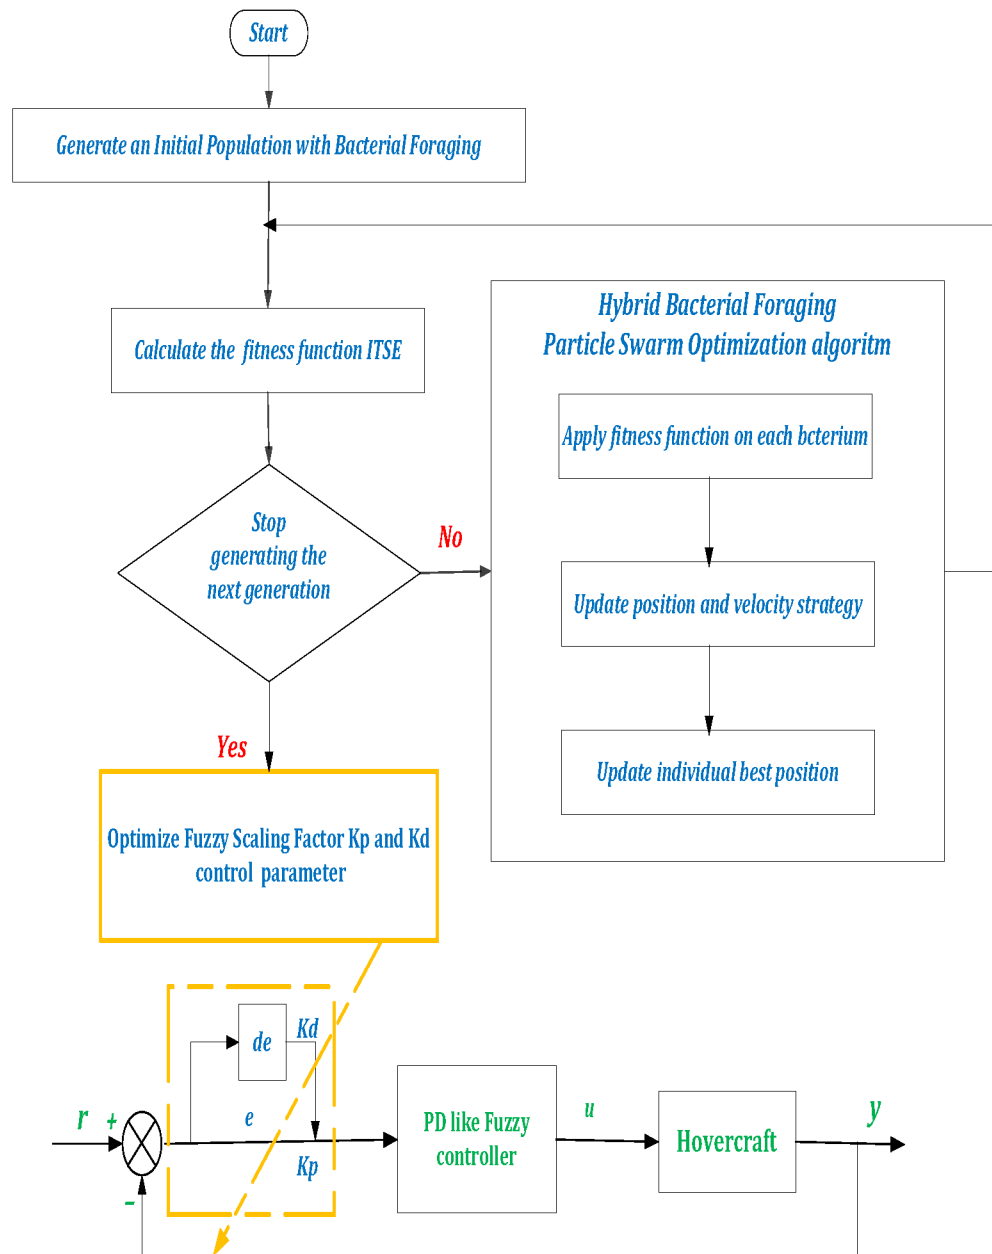 Start
Generate an Initial Population with Bacterial Foraging
Calculate the fitness function ITSE
Stop
generating the
next generation
No
Yes
Hybrid Bacterial Foraging
Particle Swarm Optimization algoritm
Apply fitness function on each bcterium
Update position and velocity strategy
Update individual best position
Optimize Fuzzy Scaling Factor Kp and Kd
control parameter
de
Kd
e
Kp
r
+
−
PD like Fuzzy
controller
u
Hovercraft
y